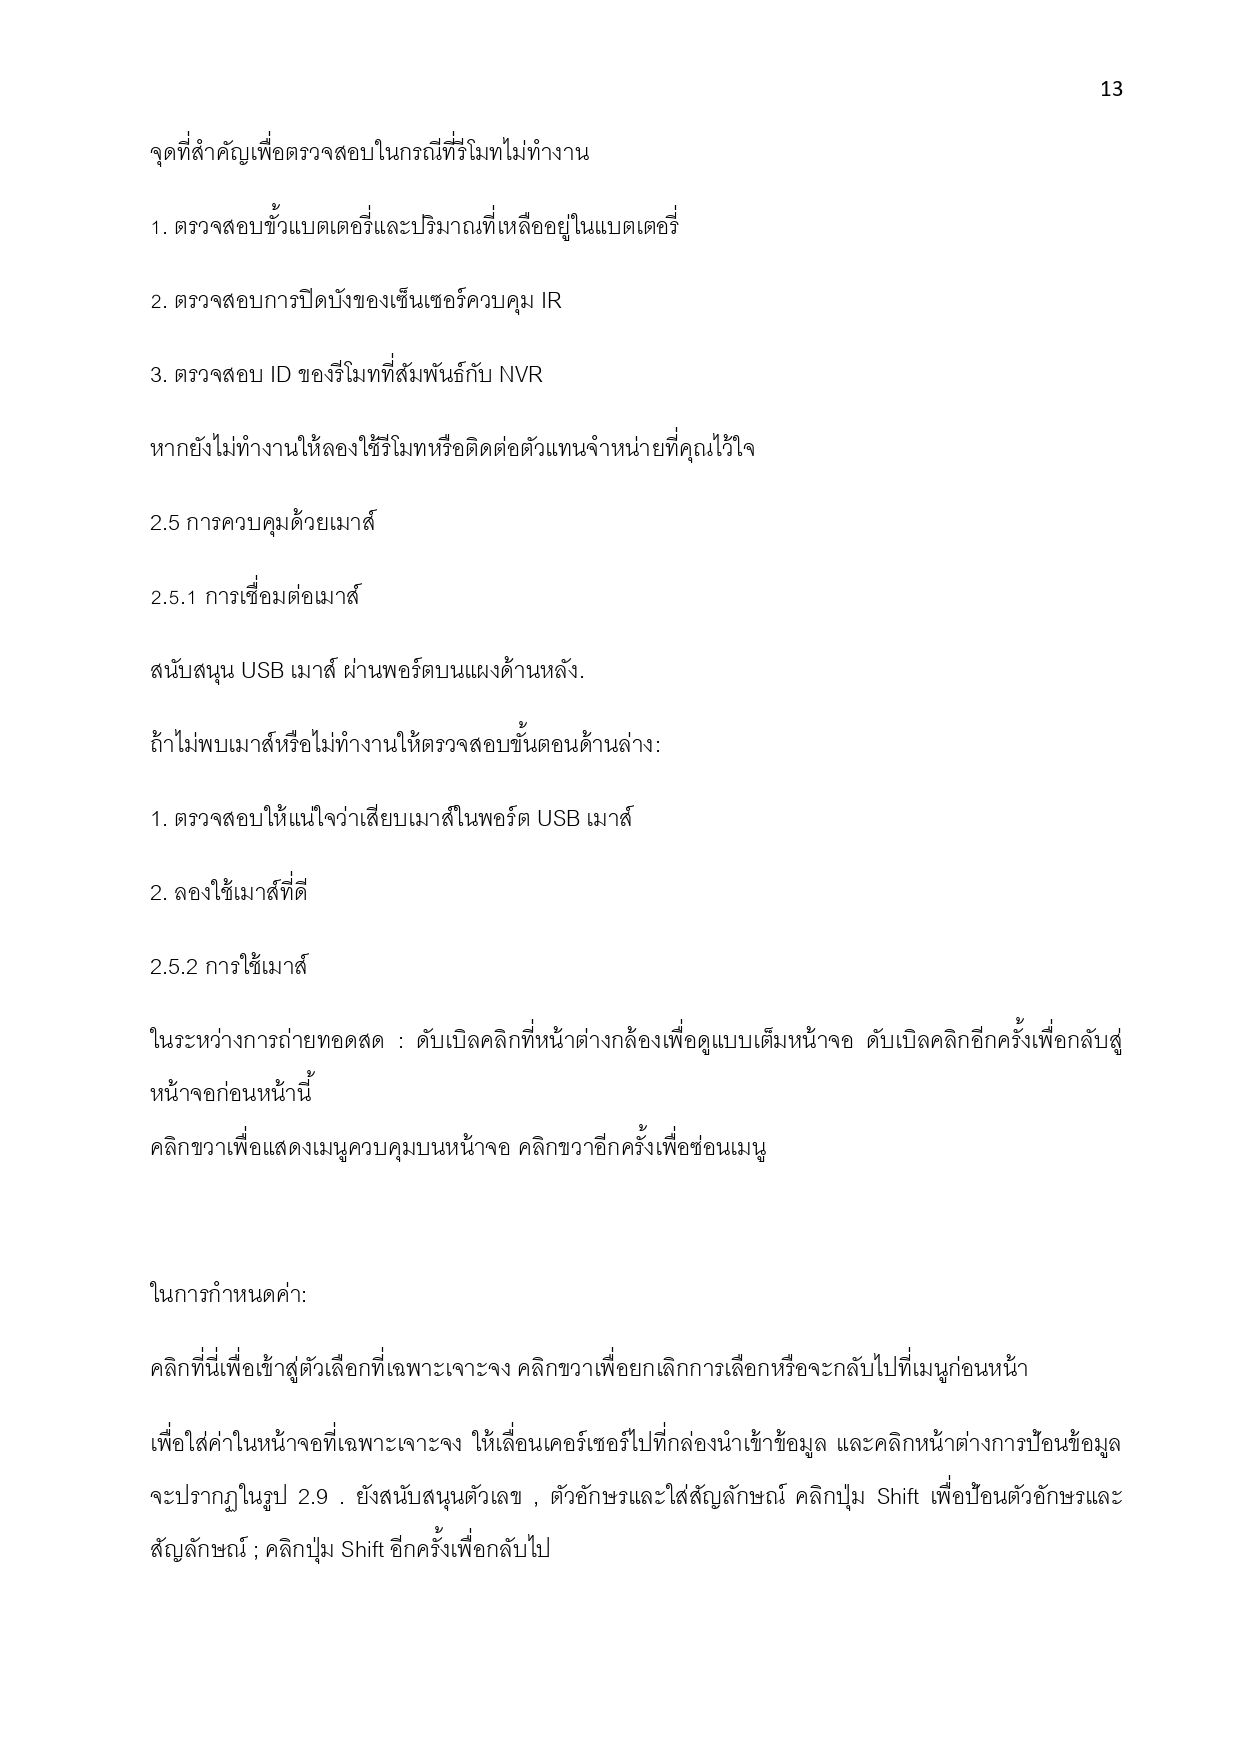 13
จุดที่สำคัญเพื่อตรวจสอบในกรณีที่รีโมทไม่ทำงาน
1. ตรวจสอบขั้วแบตเตอรี่และปริมาณที่เหลืออยู่ในแบตเตอรี่
2. ตรวจสอบการปิดบังของเซ็นเซอร์ควบคุม IR
3. ตรวจสอบ ID ของรีโมทที่สัมพันธ์กับ NVR
หากยังไม่ทำงานให้ลองใช้รีโมทหรือติดต่อตัวแทนจำหน่ายที่คุณไว้ใจ
2.5 การควบคุมด้วยเมาส์
2.5.1 การเชื่อมต่อเมาส์
สนับสนุน USB เมาส์ ผ่านพอร์ตบนแผงด้านหลัง.
ถ้าไม่พบเมาส์หรือไม่ทำงานให้ตรวจสอบขั้นตอนด้านล่าง:
1. ตรวจสอบให้แน่ใจว่าเสียบเมาส์ในพอร์ต USB เมาส์
2. ลองใช้เมาส์ที่ดี
2.5.2 การใช้เมาส์
ในระหว่างการถ่ายทอดสด : ดับเบิลคลิกที่หน้าต่างกล้องเพื่อดูแบบเต็มหน้าจอ ดับเบิลคลิกอีกครั้งเพื่อกลับสู่
หน้าจอก่อนหน้านี้
คลิกขวาเพื่อแสดงเมนูควบคุมบนหน้าจอ คลิกขวาอีกครั้งเพื่อซ่อนเมนู
ในการกำหนดค่า:
คลิกที่นี่เพื่อเข้าสู่ตัวเลือกที่เฉพาะเจาะจง คลิกขวาเพื่อยกเลิกการเลือกหรือจะกลับไปที่เมนูก่อนหน้า
เพื่อใส่ค่าในหน้าจอที่เฉพาะเจาะจง ให้เลื่อนเคอร์เซอร์ไปที่กล่องนำเข้าข้อมูล และคลิกหน้าต่างการป้อนข้อมูล
จะปรากฏในรูป 2.9 . ยังสนับสนุนตัวเลข , ตัวอักษรและใส่สัญลักษณ์ คลิกปุ่ม Shift เพื่อป้อนตัวอักษรและ
สัญลักษณ์ ; คลิกปุ่ม Shift อีกครั้งเพื่อกลับไป